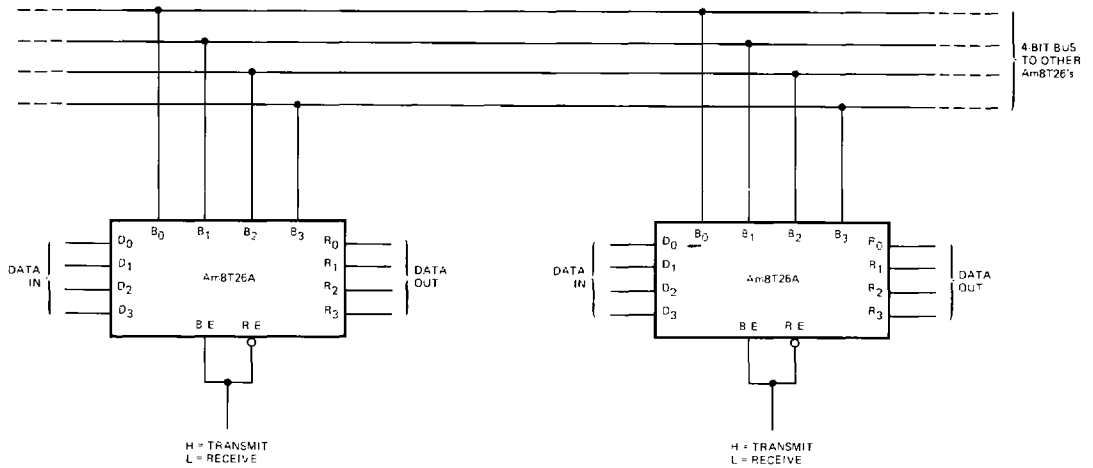 4-BIT BUS
TO OTHER
Am8T26's
B0 B1 B2 B3
D0
D1
D2
D3
DATA
IN
Am8T26A
R0
R1
R2
R3
DATA
OUT
BE RE
H = TRANSMIT
L = RECEIVE
B0 B1 B2 B3
D0
D1
D2
D3
DATA
IN
Am8T26A
R0
R1
R2
R3
DATA
OUT
BE RE
H = TRANSMIT
L = RECEIVE